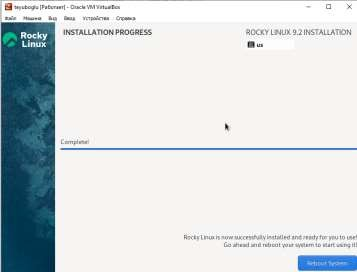 teyuboglu [Работает] - Oracle VM VirtualBox
Файл Машина Вид Ввод Устройства Справка
Rocky
Linux
INSTALLATION PROGRESS
ROCKY LINUX 9.2 INSTALLATION
us
Complete!
Rocky Linux is now successfully installed and ready for you to use!
Go ahead and reboot your system to start using it!
Reboot System